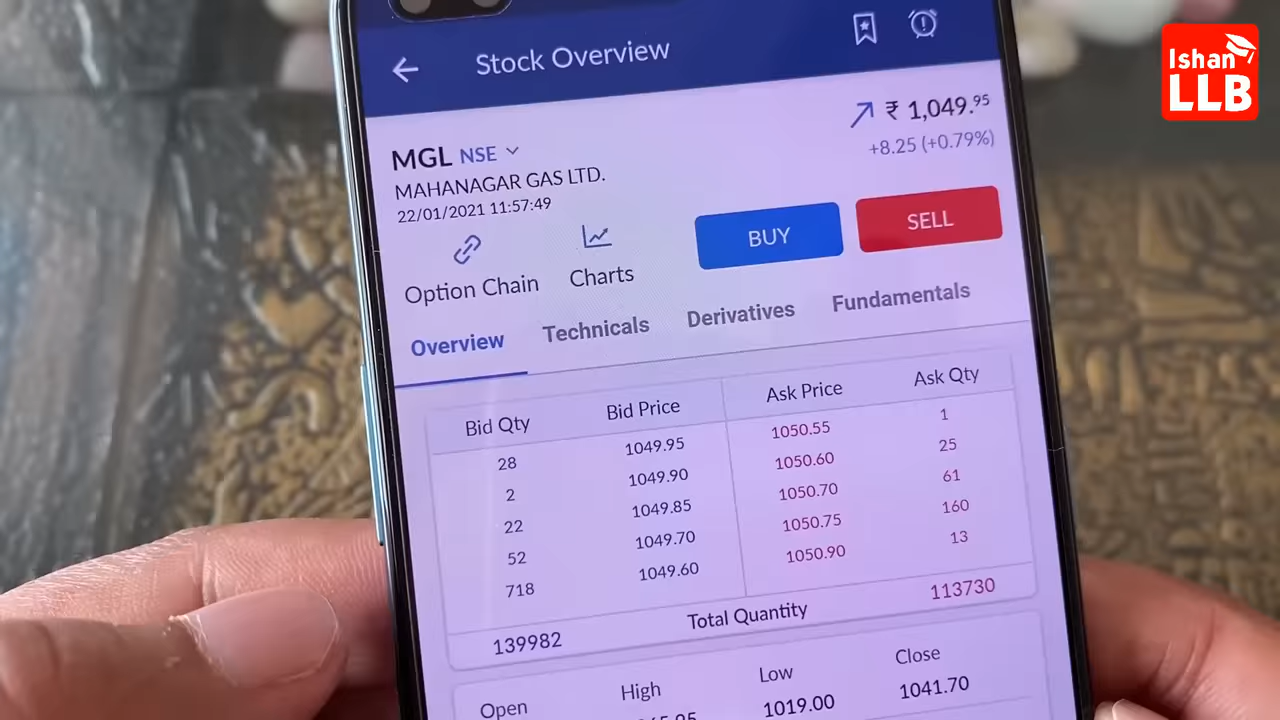 Ishan
LLB
Stock Overview
₹ 1,049.95
+8.25 (+0.79%)
MGL NSE
MAHANAGAR GAS LTD.
22/01/2021 11:57:49
BUY SELL
Option Chain Charts
Overview Technicals Derivatives Fundamentals
Bid Qty Bid Price Ask Price Ask Qty
28 1049.95 1050.55 1
2 1049.90 1050.60 25
22 1049.85 1050.70 61
52 1049.70 1050.75 160
718 1049.60 1050.90 13
139982 Total Quantity 113730
Open High Low Close
1019.00 1041.70